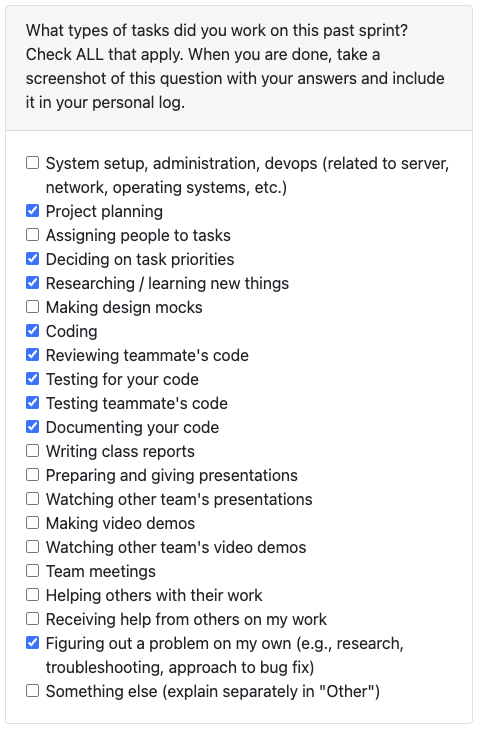 What types of tasks did you work on this past sprint?
Check ALL that apply. When you are done, take a
screenshot of this question with your answers and include
it in your personal log.
System setup, administration, devops (related to server,
network, operating systems, etc.)
Project planning
Assigning people to tasks
Deciding on task priorities
Researching / learning new things
Making design mocks
Coding
Reviewing teammate's code
Testing for your code
Testing teammate's code
Documenting your code
Writing class reports
Preparing and giving presentations
Watching other team's presentations
Making video demos
Watching other team's video demos
Team meetings
Helping others with their work
Receiving help from others on my work
Figuring out a problem on my own (e.g., research,
troubleshooting, approach to bug fix)
Something else (explain separately in "Other")